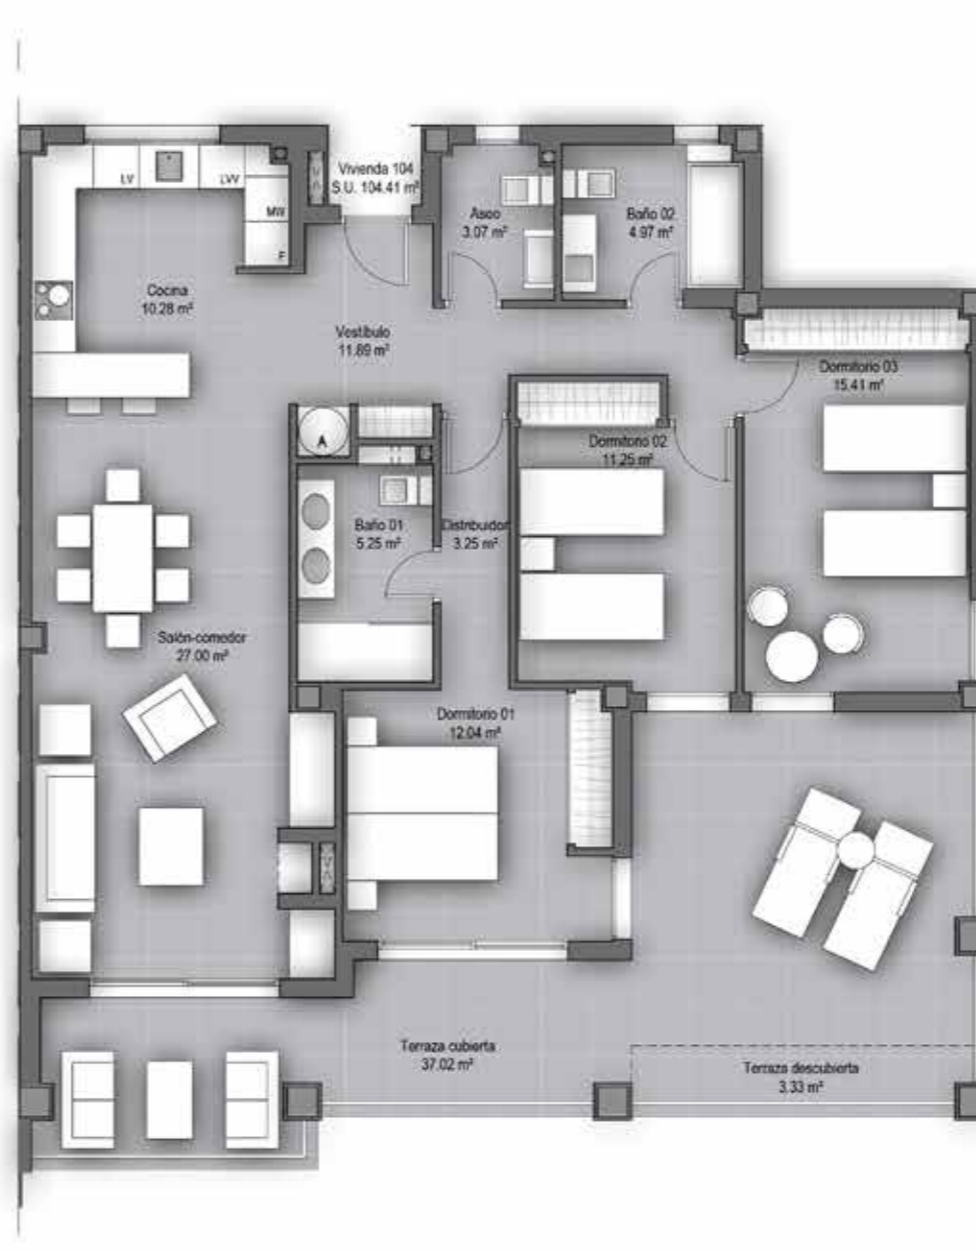 LV
LVV
MW
F
Vivienda 104
S.U. 104.41 m²
Aseo
3.07 m²
Baño 02
4.97 m²
Cocina
10.28 m²
Vestíbulo
11.89 m²
Dormitorio 03
15.41 m²
A
Dormitorio 02
11.25 m²
Baño 01
5.25 m²
Distribuidor
3.25 m²
Salón-comedor
27.00 m²
Dormitorio 01
12.04 m²
Terraza cubierta
37.02 m²
Terraza descubierta
3.33 m²